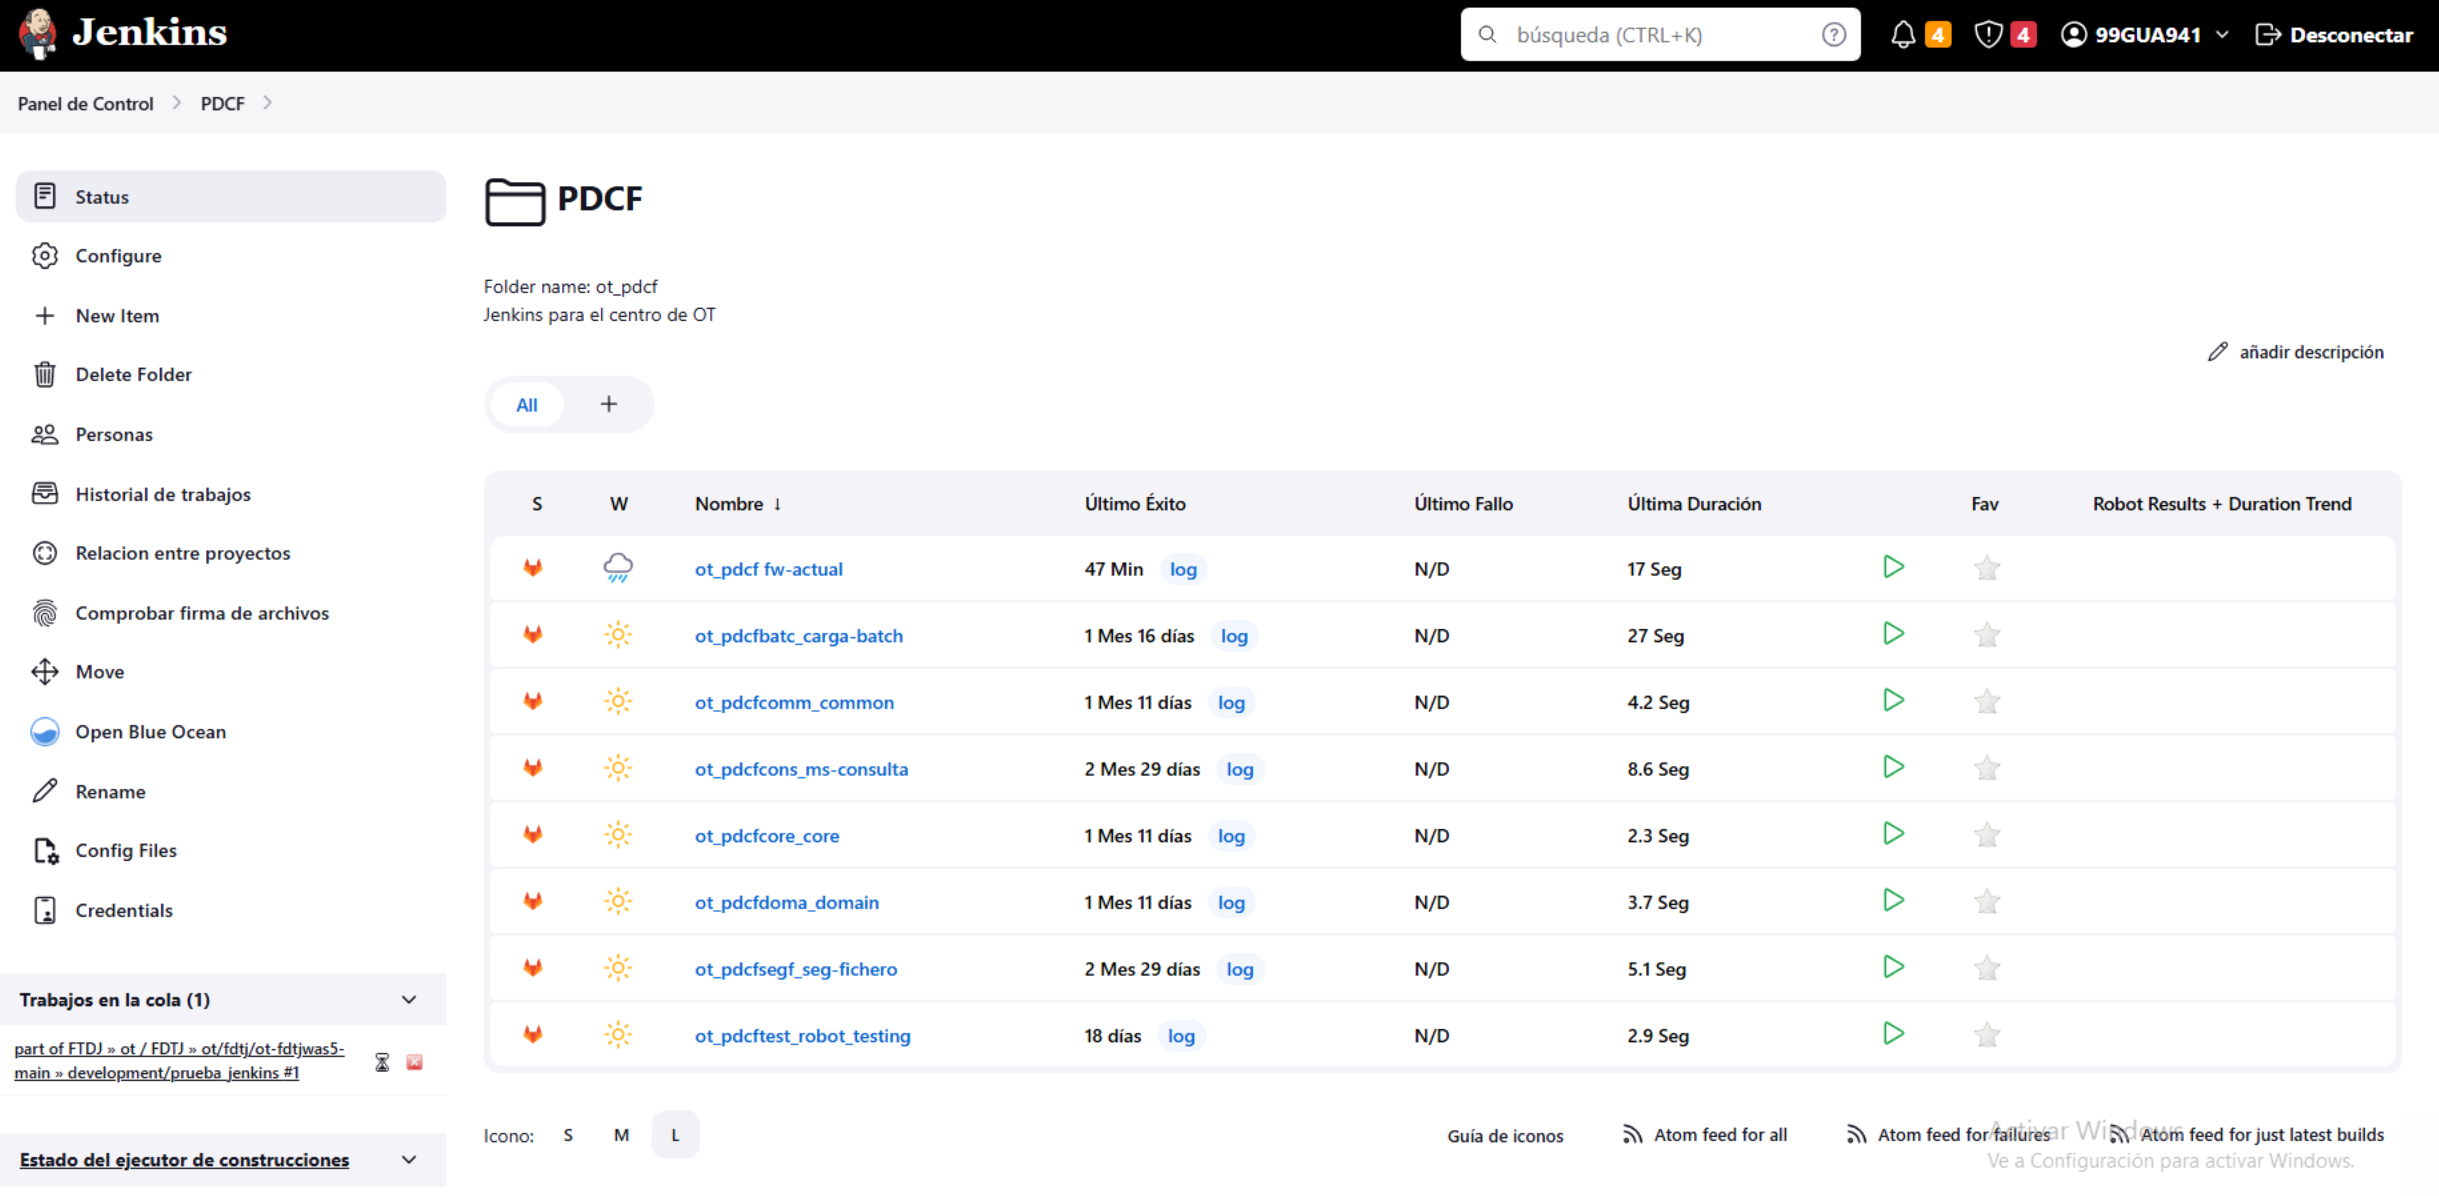 Jenkins
búsqueda (CTRL+K)
4
4
99GUA941
Desconectar
Panel de Control
PDCF
Status
Configure
New Item
Delete Folder
Personas
Historial de trabajos
Relacion entre proyectos
Comprobar firma de archivos
Move
Open Blue Ocean
Rename
Config Files
Credentials
Trabajos en la cola (1)
part of FTDJ » ot / FDTJ » ot/fdtj/ot-fdtjwas5-
main » development/prueba_jenkins #1
Estado del ejecutor de construcciones
PDCF
Folder name: ot_pdcf
Jenkins para el centro de OT
añadir descripción
All +
S W Nombre ↓ Último Éxito Último Fallo Última Duración Fav Robot Results + Duration Trend
ot_pdcf fw-actual 47 Min log N/D 17 Seg
ot_pdcfbatc_carga-batch 1 Mes 16 días log N/D 27 Seg
ot_pdcfcomm_common 1 Mes 11 días log N/D 4.2 Seg
ot_pdcfcons_ms-consulta 2 Mes 29 días log N/D 8.6 Seg
ot_pdcfcore_core 1 Mes 11 días log N/D 2.3 Seg
ot_pdcfdoma_domain 1 Mes 11 días log N/D 3.7 Seg
ot_pdcfsegf_seg-fichero 2 Mes 29 días log N/D 5.1 Seg
ot_pdcftest_robot_testing 18 días log N/D 2.9 Seg
Icono: S M L
Guía de iconos Atom feed for all Atom feed for failures Atom feed for just latest builds
Activar Windows
Ve a Configuración para activar Windows.